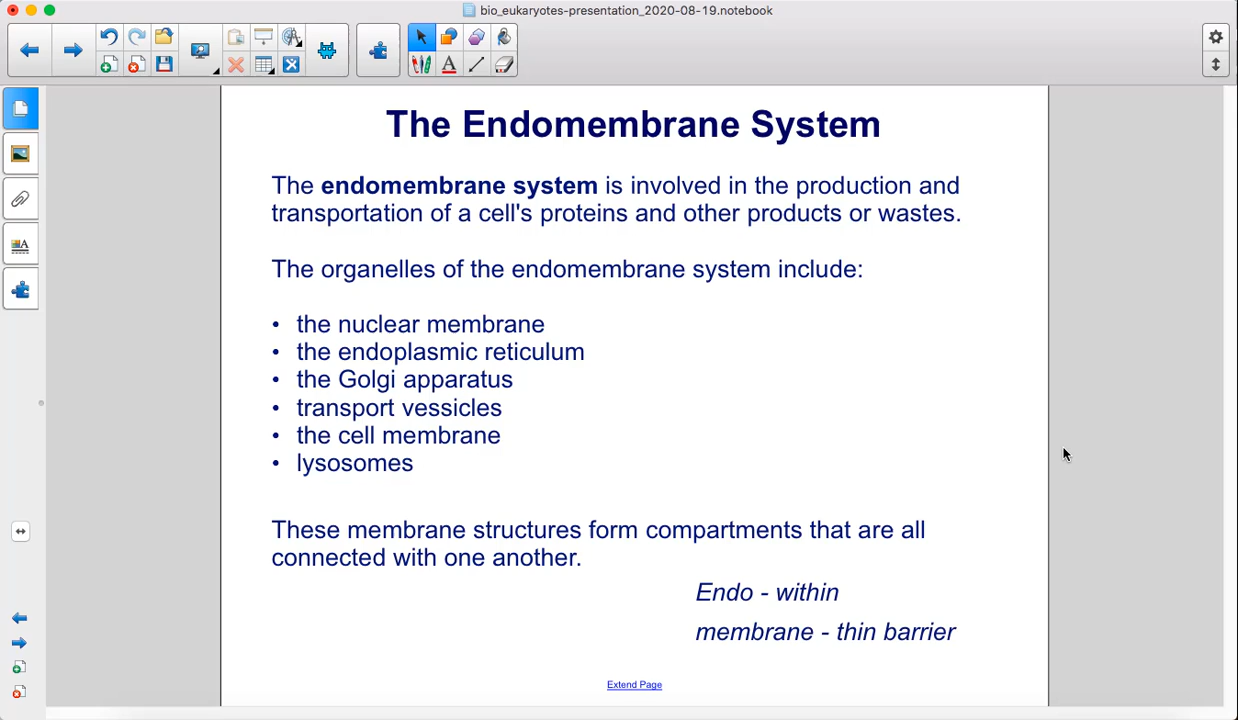 bio_eukaryotes-presentation_2020-08-19.notebook
The Endomembrane System
The endomembrane system is involved in the production and
transportation of a cell's proteins and other products or wastes.
The organelles of the endomembrane system include:
• the nuclear membrane
• the endoplasmic reticulum
• the Golgi apparatus
• transport vessicles
• the cell membrane
• lysosomes
These membrane structures form compartments that are all
connected with one another.
Endo - within
membrane - thin barrier
Extend Page